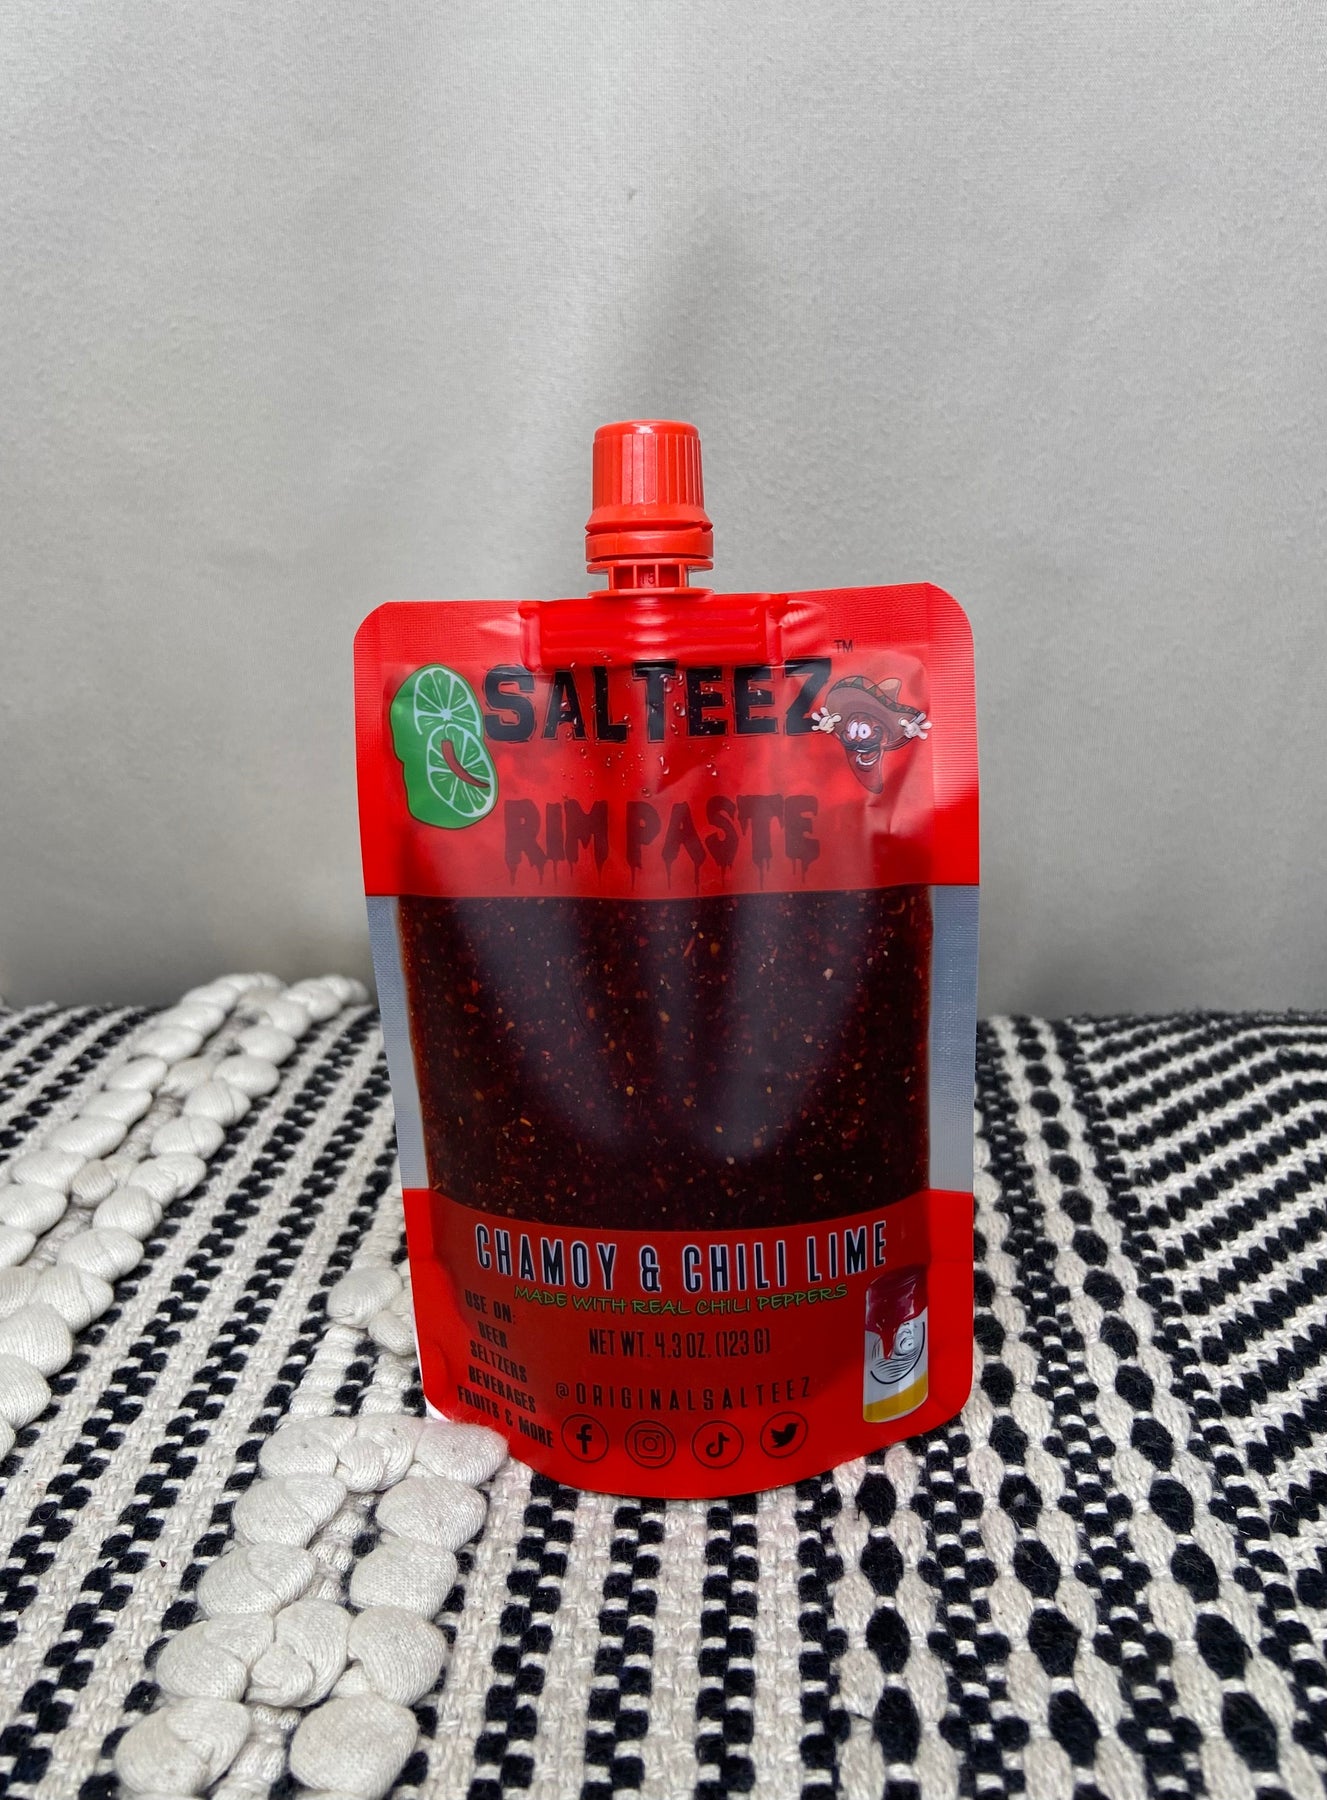 SALTEEZ™
RIM PASTE
CHAMOY & CHILI LIME
MADE WITH REAL CHILI PEPPERS
USE ON:
BEER
SELTZERS
BEVERAGES
FRUITS & MORE
NET WT. 4.3 OZ. (123 G)
@ORIGINALSALTEEZ